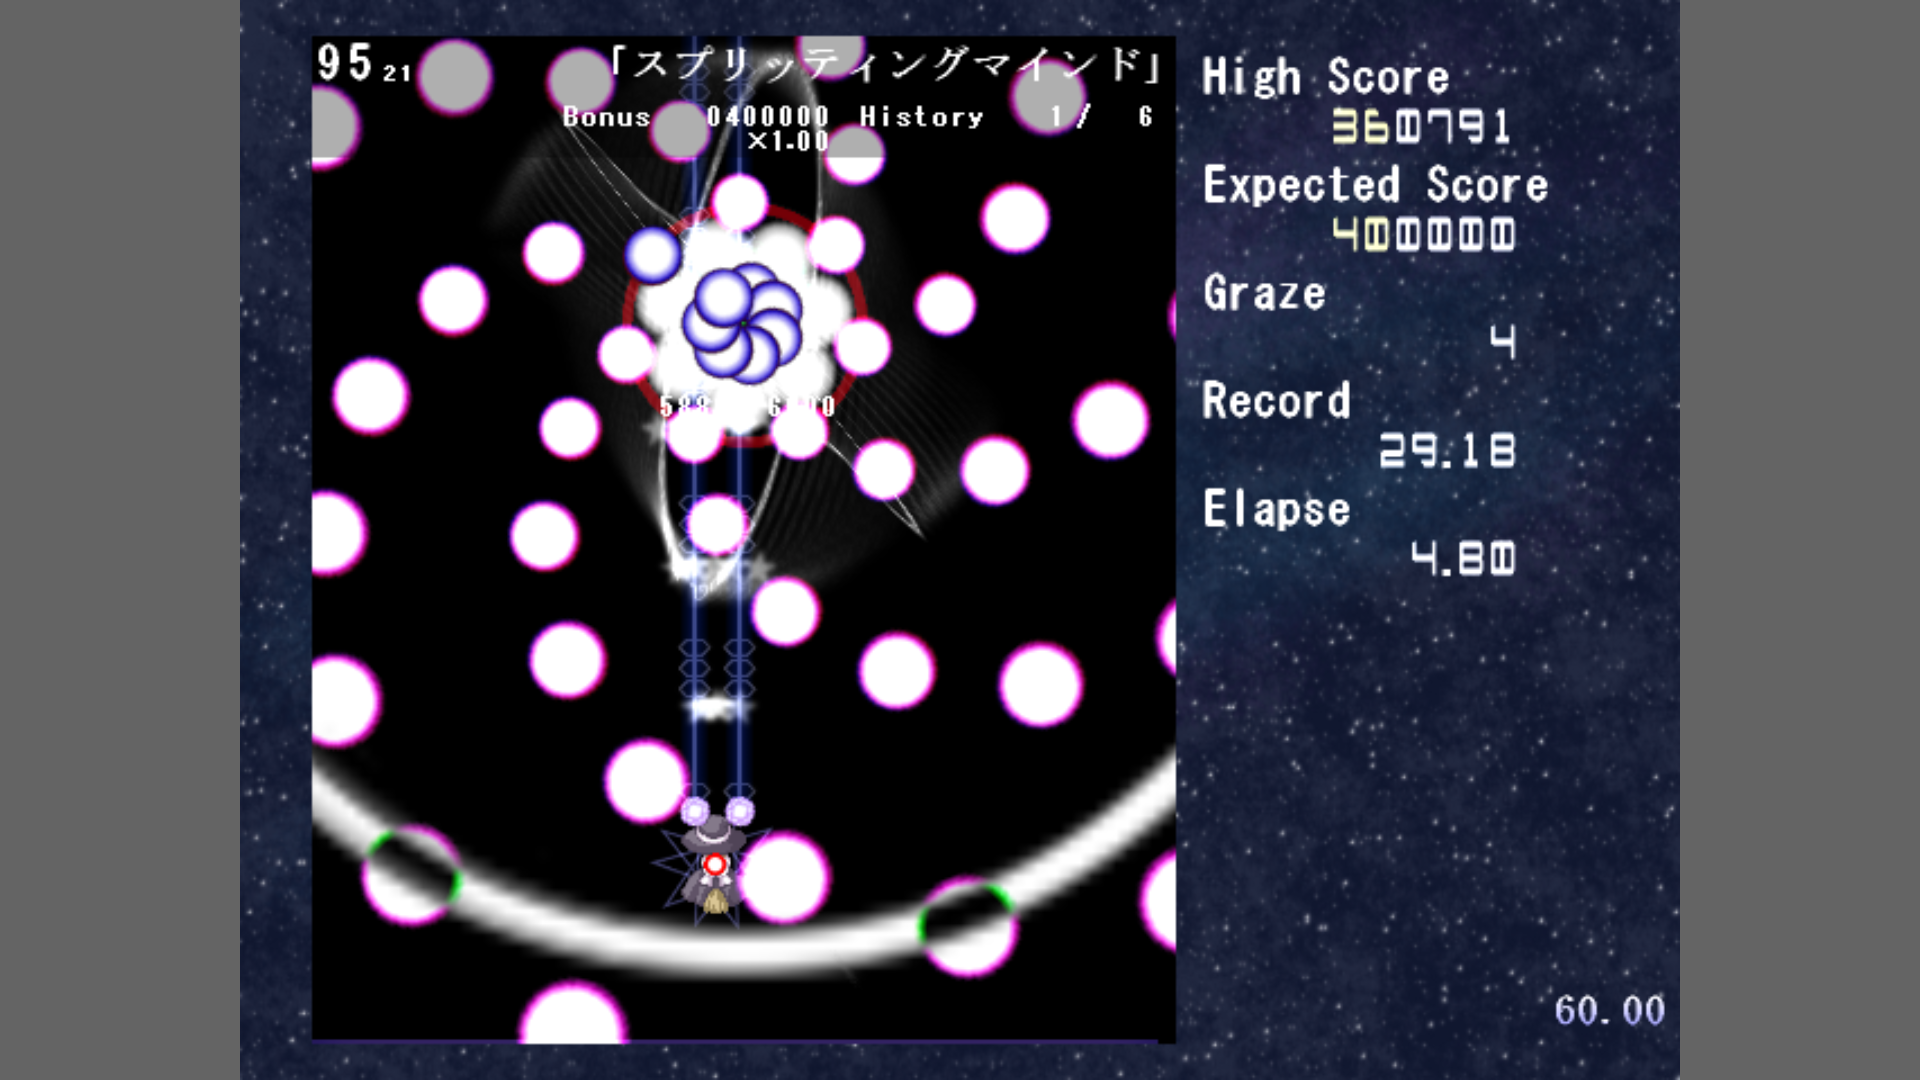 95 21 「スプリッティングマインド」
Bonus 0400000 History 1/ 6
×1.00
High Score
360791
Expected Score
400000
Graze
4
Record
29.18
Elapse
4.80
60.00